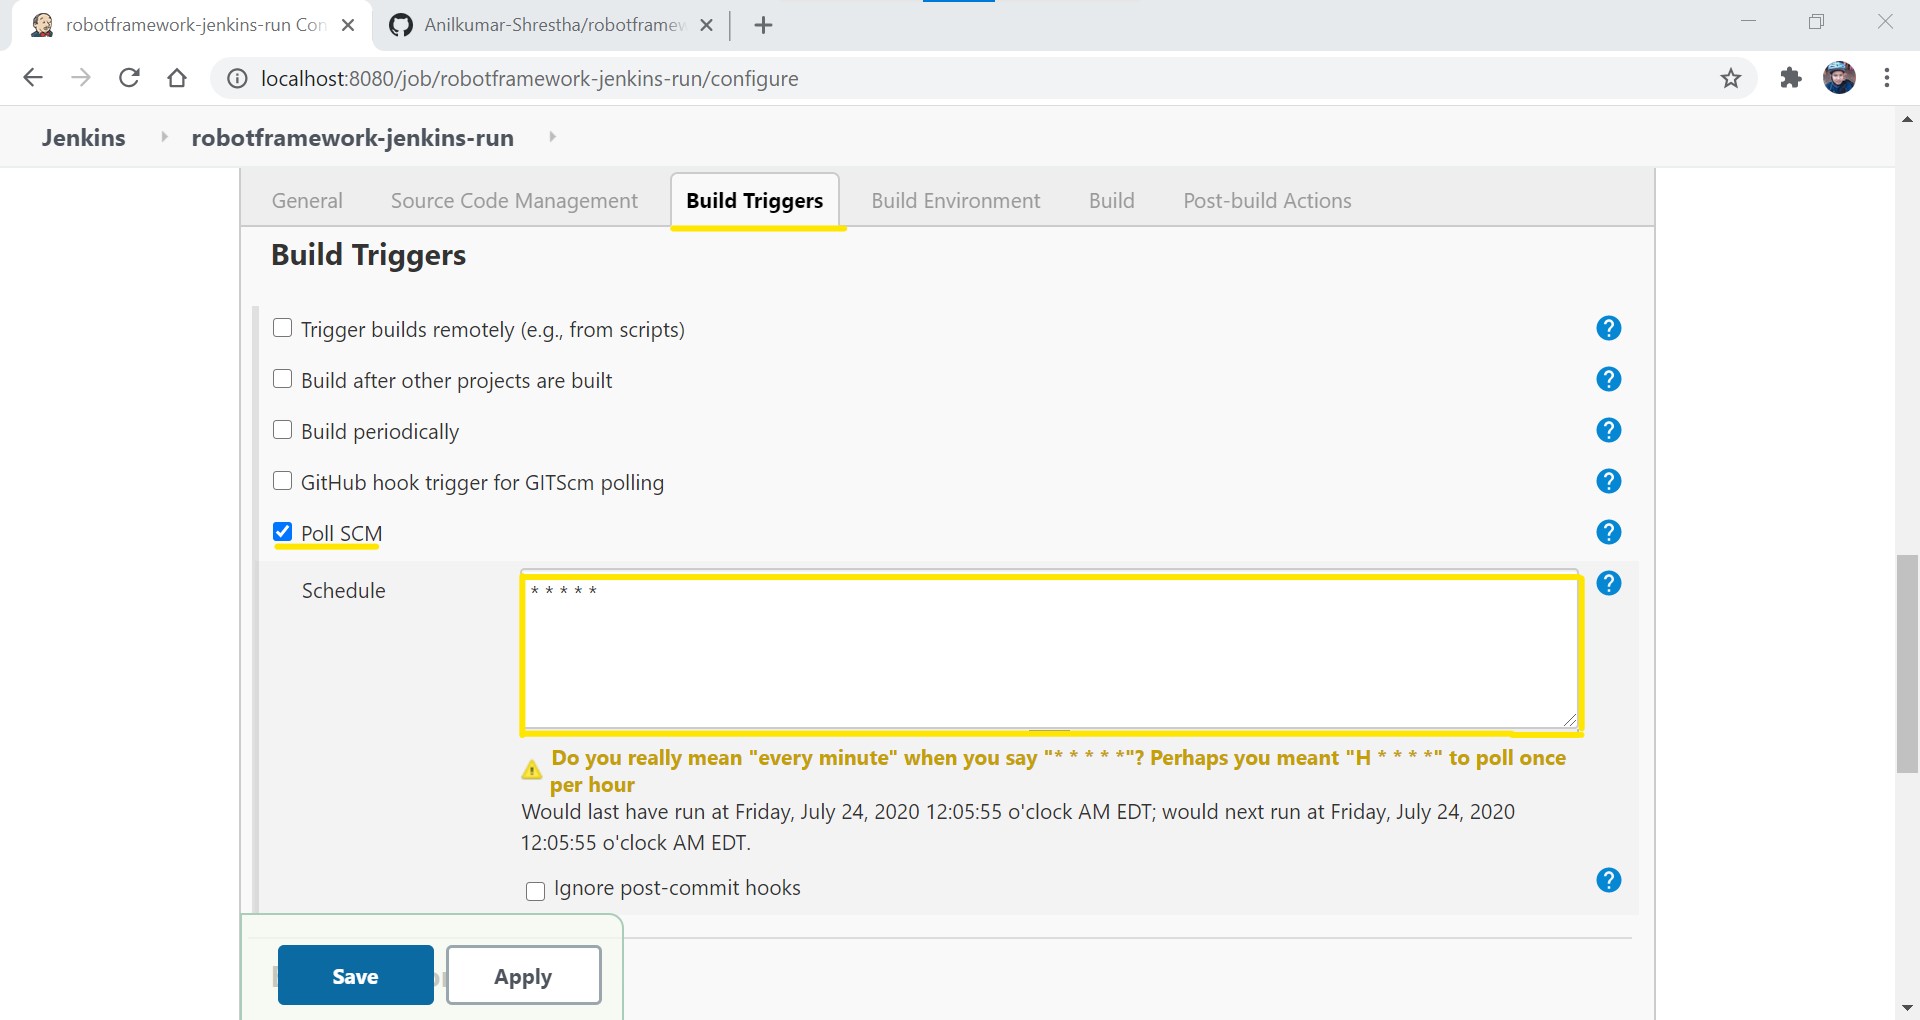 robotframework-jenkins-run Con
Anilkumar-Shrestha/robotframew
localhost:8080/job/robotframework-jenkins-run/configure
Jenkins robotframework-jenkins-run
General Source Code Management Build Triggers Build Environment Build Post-build Actions
Build Triggers
Trigger builds remotely (e.g., from scripts)
Build after other projects are built
Build periodically
GitHub hook trigger for GITScm polling
Poll SCM
Schedule
* * * * *
Do you really mean "every minute" when you say "* * * * *"? Perhaps you meant "H * * * *" to poll once
per hour
Would last have run at Friday, July 24, 2020 12:05:55 o'clock AM EDT; would next run at Friday, July 24, 2020
12:05:55 o'clock AM EDT.
Ignore post-commit hooks
Save Apply